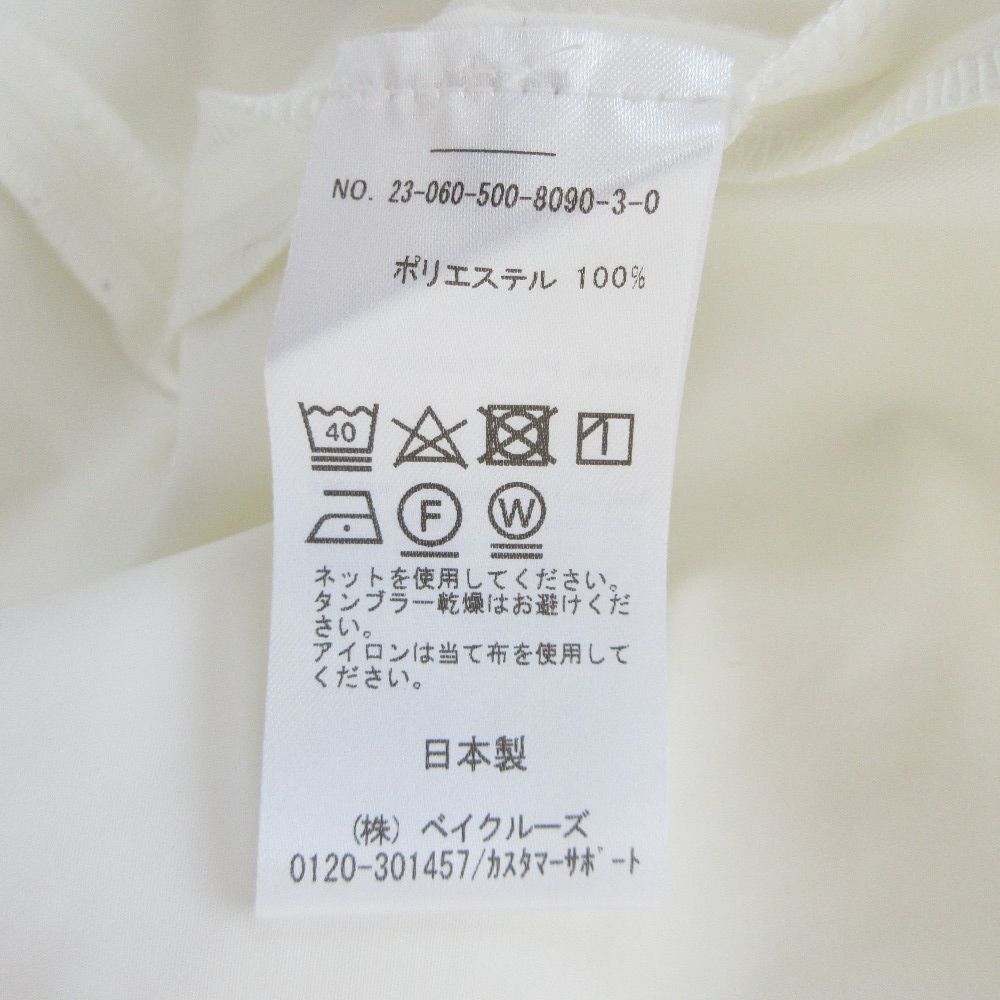 NO. 23-060-500-8090-3-0
ポリエステル 100%
40
F W
ネットを使用してください。
タンブラー乾燥はお避けくだ
さい。
アイロンは当て布を使用して
ください。
日本製
(株) ベイクルーズ
0120-301457/カスタマーサポート